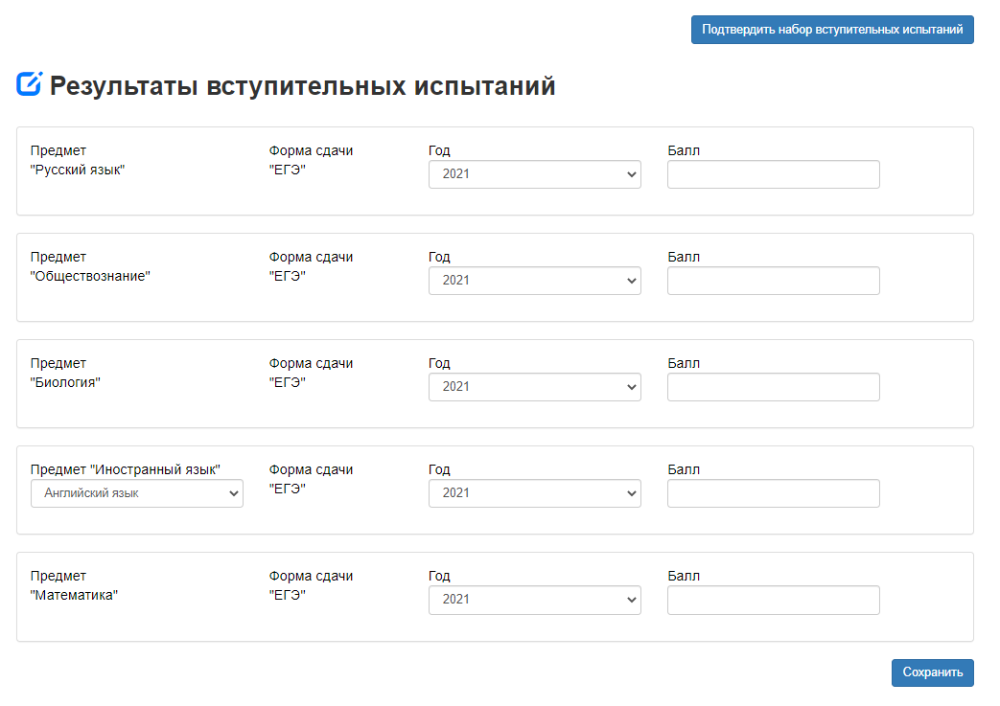 Подтвердить набор вступительных испытаний
Результаты вступительных испытаний
Предмет Форма сдачи Год Балл
"Русский язык" "ЕГЭ" 2021
Предмет Форма сдачи Год Балл
"Обществознание" "ЕГЭ" 2021
Предмет Форма сдачи Год Балл
"Биология" "ЕГЭ" 2021
Предмет "Иностранный язык" Форма сдачи Год Балл
Английский язык "ЕГЭ" 2021
Предмет Форма сдачи Год Балл
"Математика" "ЕГЭ" 2021
Сохранить